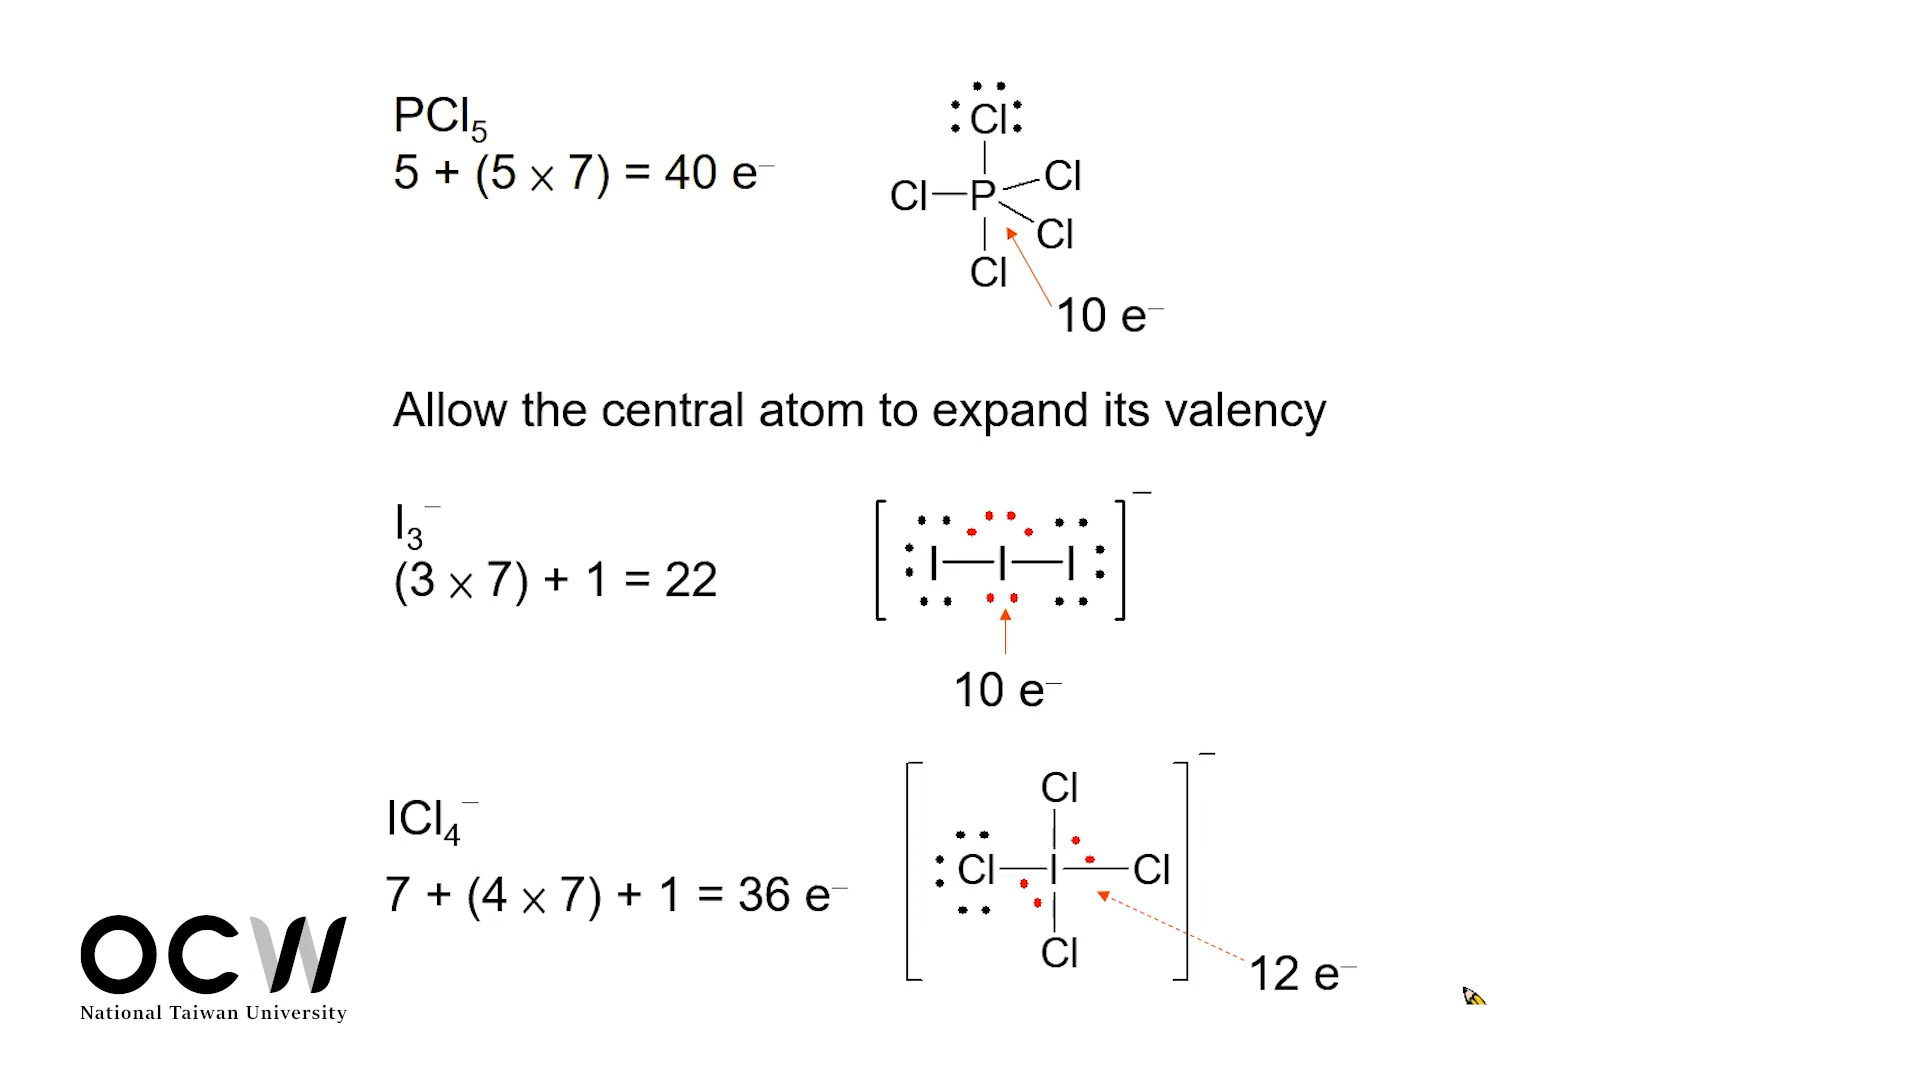 PCl₅
5 + (5 × 7) = 40 e⁻
Cl
Cl—P
Cl
Cl
Cl
10 e⁻
Allow the central atom to expand its valency
I₃⁻
(3 × 7) + 1 = 22
[I—I—I]⁻
10 e⁻
ICl₄⁻
7 + (4 × 7) + 1 = 36 e⁻
Cl
Cl—I—Cl
Cl
⁻
12 e⁻
OCW
National Taiwan University